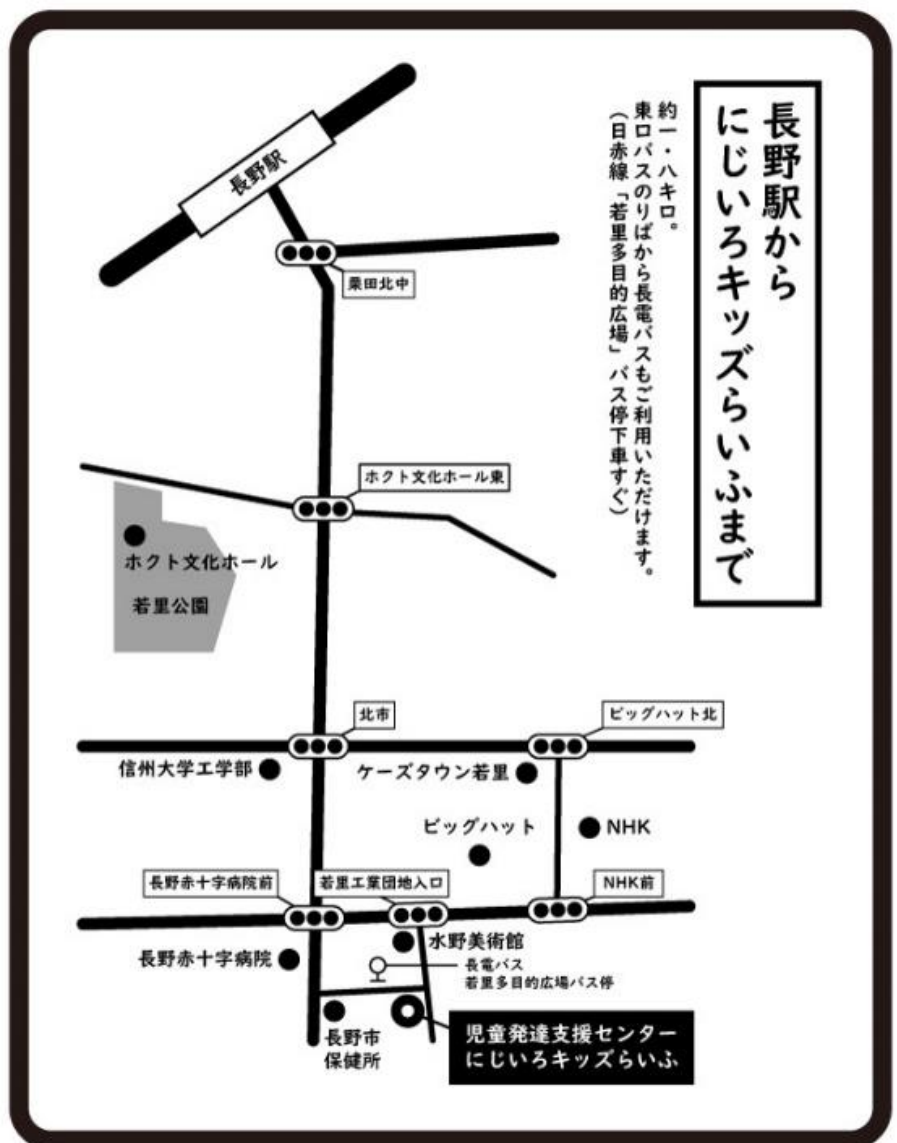 長野駅から
にじいろキッズらいふまで
約一・八キロ。
東口バスのりばから長電バスもご利用いただけます。
（日赤線「若里多目的広場」バス停下車すぐ）
長野駅
栗田北中
ホクト文化ホール東
ホクト文化ホール
若里公園
北市
ビッグハット北
信州大学工学部
ケーズタウン若里
ビッグハット
NHK
長野赤十字病院前
若里工業団地入口
NHK前
長野赤十字病院
水野美術館
長電バス
若里多目的広場バス停
長野市
保健所
児童発達支援センター
にじいろキッズらいふ